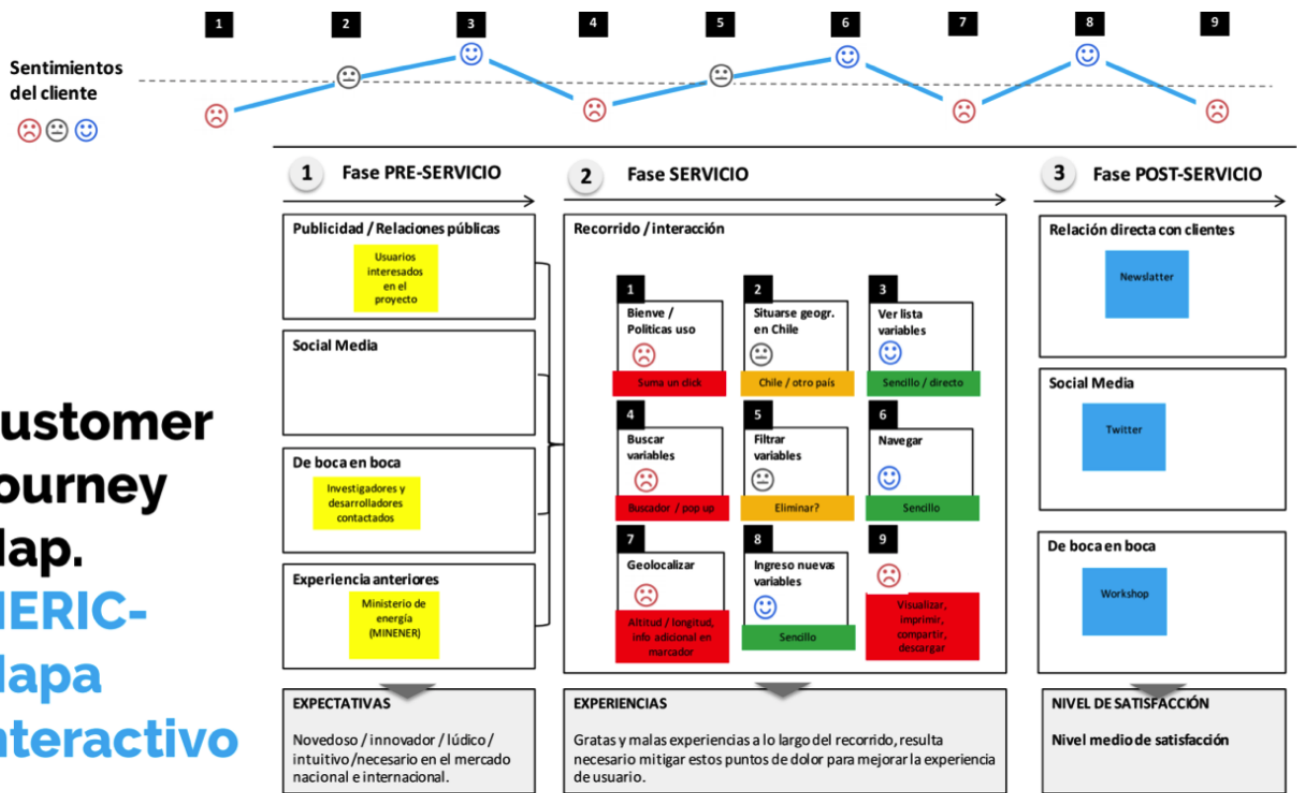 1 2 3 4 5 6 7 8 9
Sentimientos
del cliente
1 Fase PRE-SERVICIO
2 Fase SERVICIO
3 Fase POST-SERVICIO
Publicidad / Relaciones públicas
Usuarios
interesados
en el
proyecto
Social Media
De boca en boca
Investigadores y
desarrolladores
contactados
Experiencia anteriores
Ministerio de
energía
(MINENER)
EXPECTATIVAS
Novedoso / innovador / lúdico /
intuitivo /necesario en el mercado
nacional e internacional.
Recorrido / interacción
1
Bienve /
Politicas uso
Suma un click
2
Situarse geogr.
en Chile
Chile / otro país
3
Ver lista
variables
Sencillo / directo
4
Buscar
variables
Buscador / pop up
5
Filtrar
variables
Eliminar?
6
Navegar
Sencillo
7
Geolocalizar
Altitud / longitud,
info adicional en
marcador
8
Ingreso nuevas
variables
Sencillo
9
Visualizar,
imprimir,
compartir,
descargar
EXPERIENCIAS
Gratas y malas experiencias a lo largo del recorrido, resulta
necesario mitigar estos puntos de dolor para mejorar la experiencia
de usuario.
Relación directa con clientes
Newslatter
Social Media
Twitter
De boca en boca
Workshop
NIVEL DE SATISFACCIÓN
Nivel medio de satisfacción
ustomer
ourney
ap.
ERIC-
apa
nteractivo